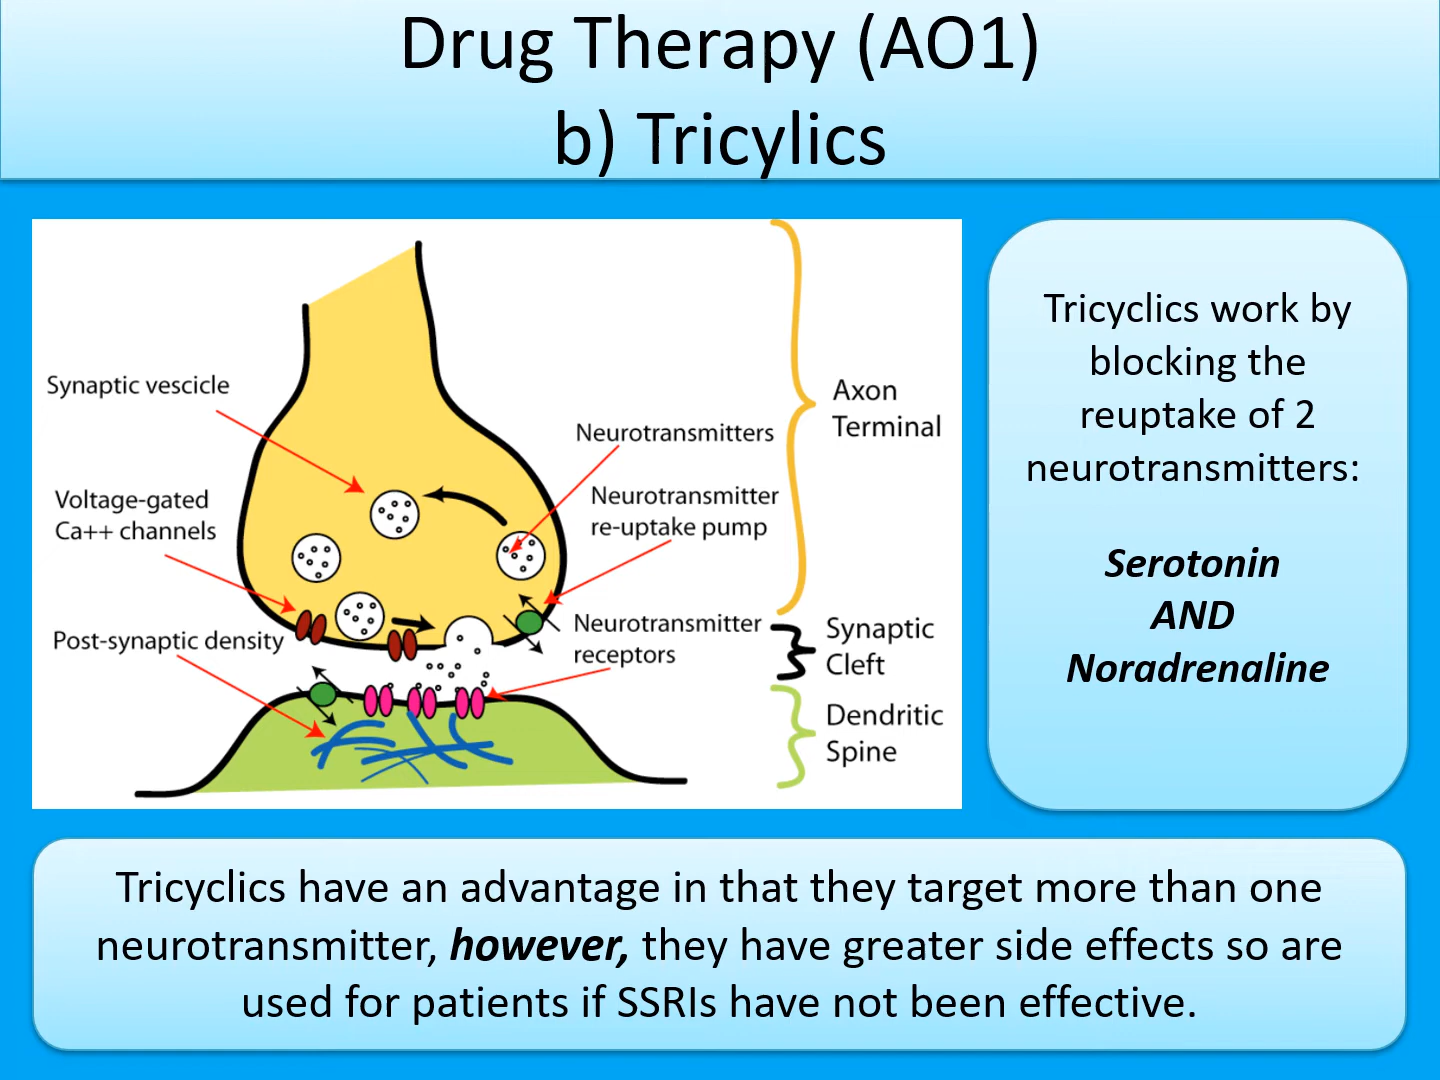 Drug Therapy (AO1)
b) Tricylics
Synaptic vescicle
Voltage-gated
Ca++ channels
Post-synaptic density
Neurotransmitters
Neurotransmitter
re-uptake pump
Neurotransmitter
receptors
Axon
Terminal
Synaptic
Cleft
Dendritic
Spine
Tricyclics work by
blocking the
reuptake of 2
neurotransmitters:
Serotonin
AND
Noradrenaline
Tricyclics have an advantage in that they target more than one
neurotransmitter, however, they have greater side effects so are
used for patients if SSRIs have not been effective.